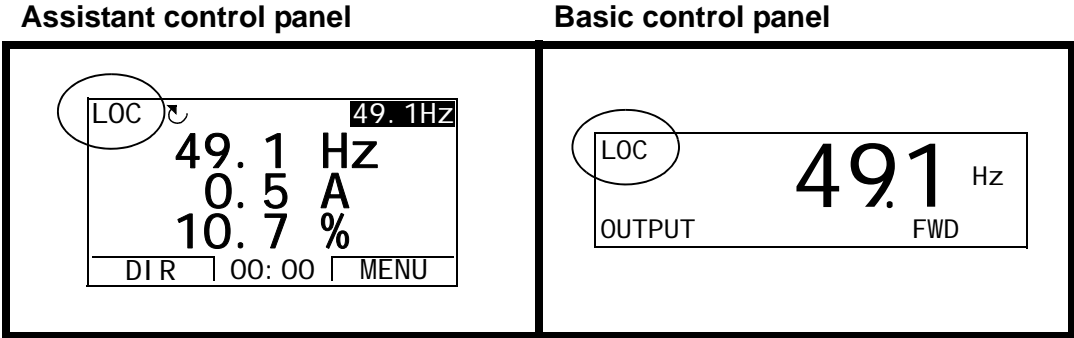 Assistant control panel
Basic control panel
LOC 49.1Hz
49.1 Hz
0.5 A
10.7 %
DIR 00:00 MENU
LOC
49.1 Hz
OUTPUT FWD